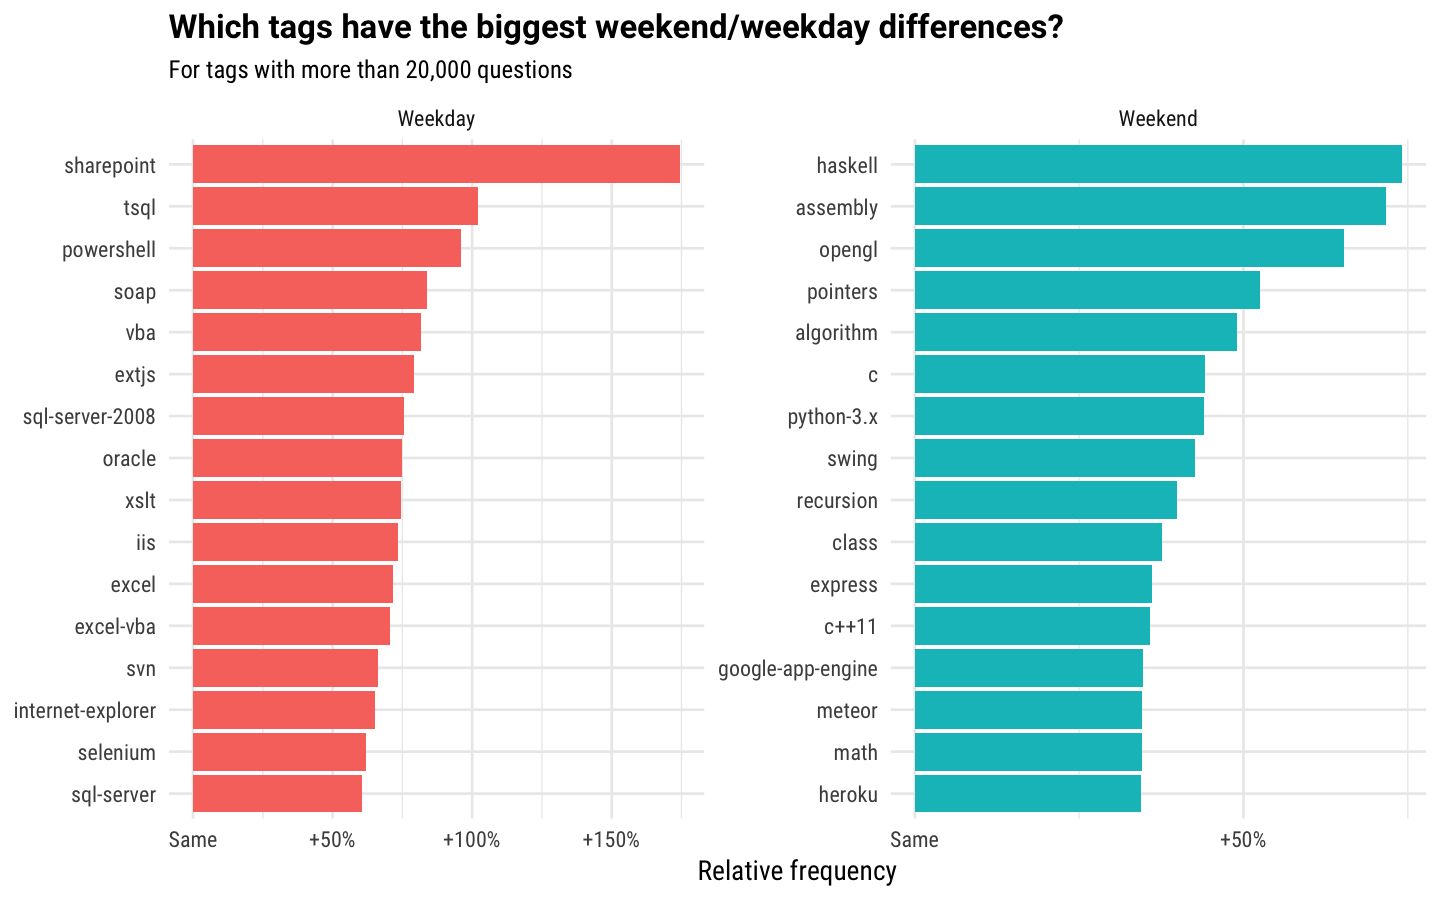 Which tags have the biggest weekend/weekday differences?
For tags with more than 20,000 questions
Weekday
sharepoint
tsql
powershell
soap
vba
extjs
sql-server-2008
oracle
xslt
iis
excel
excel-vba
svn
internet-explorer
selenium
sql-server
Same +50% +100% +150%
Weekend
haskell
assembly
opengl
pointers
algorithm
c
python-3.x
swing
recursion
class
express
c++11
google-app-engine
meteor
math
heroku
Same +50%
Relative frequency